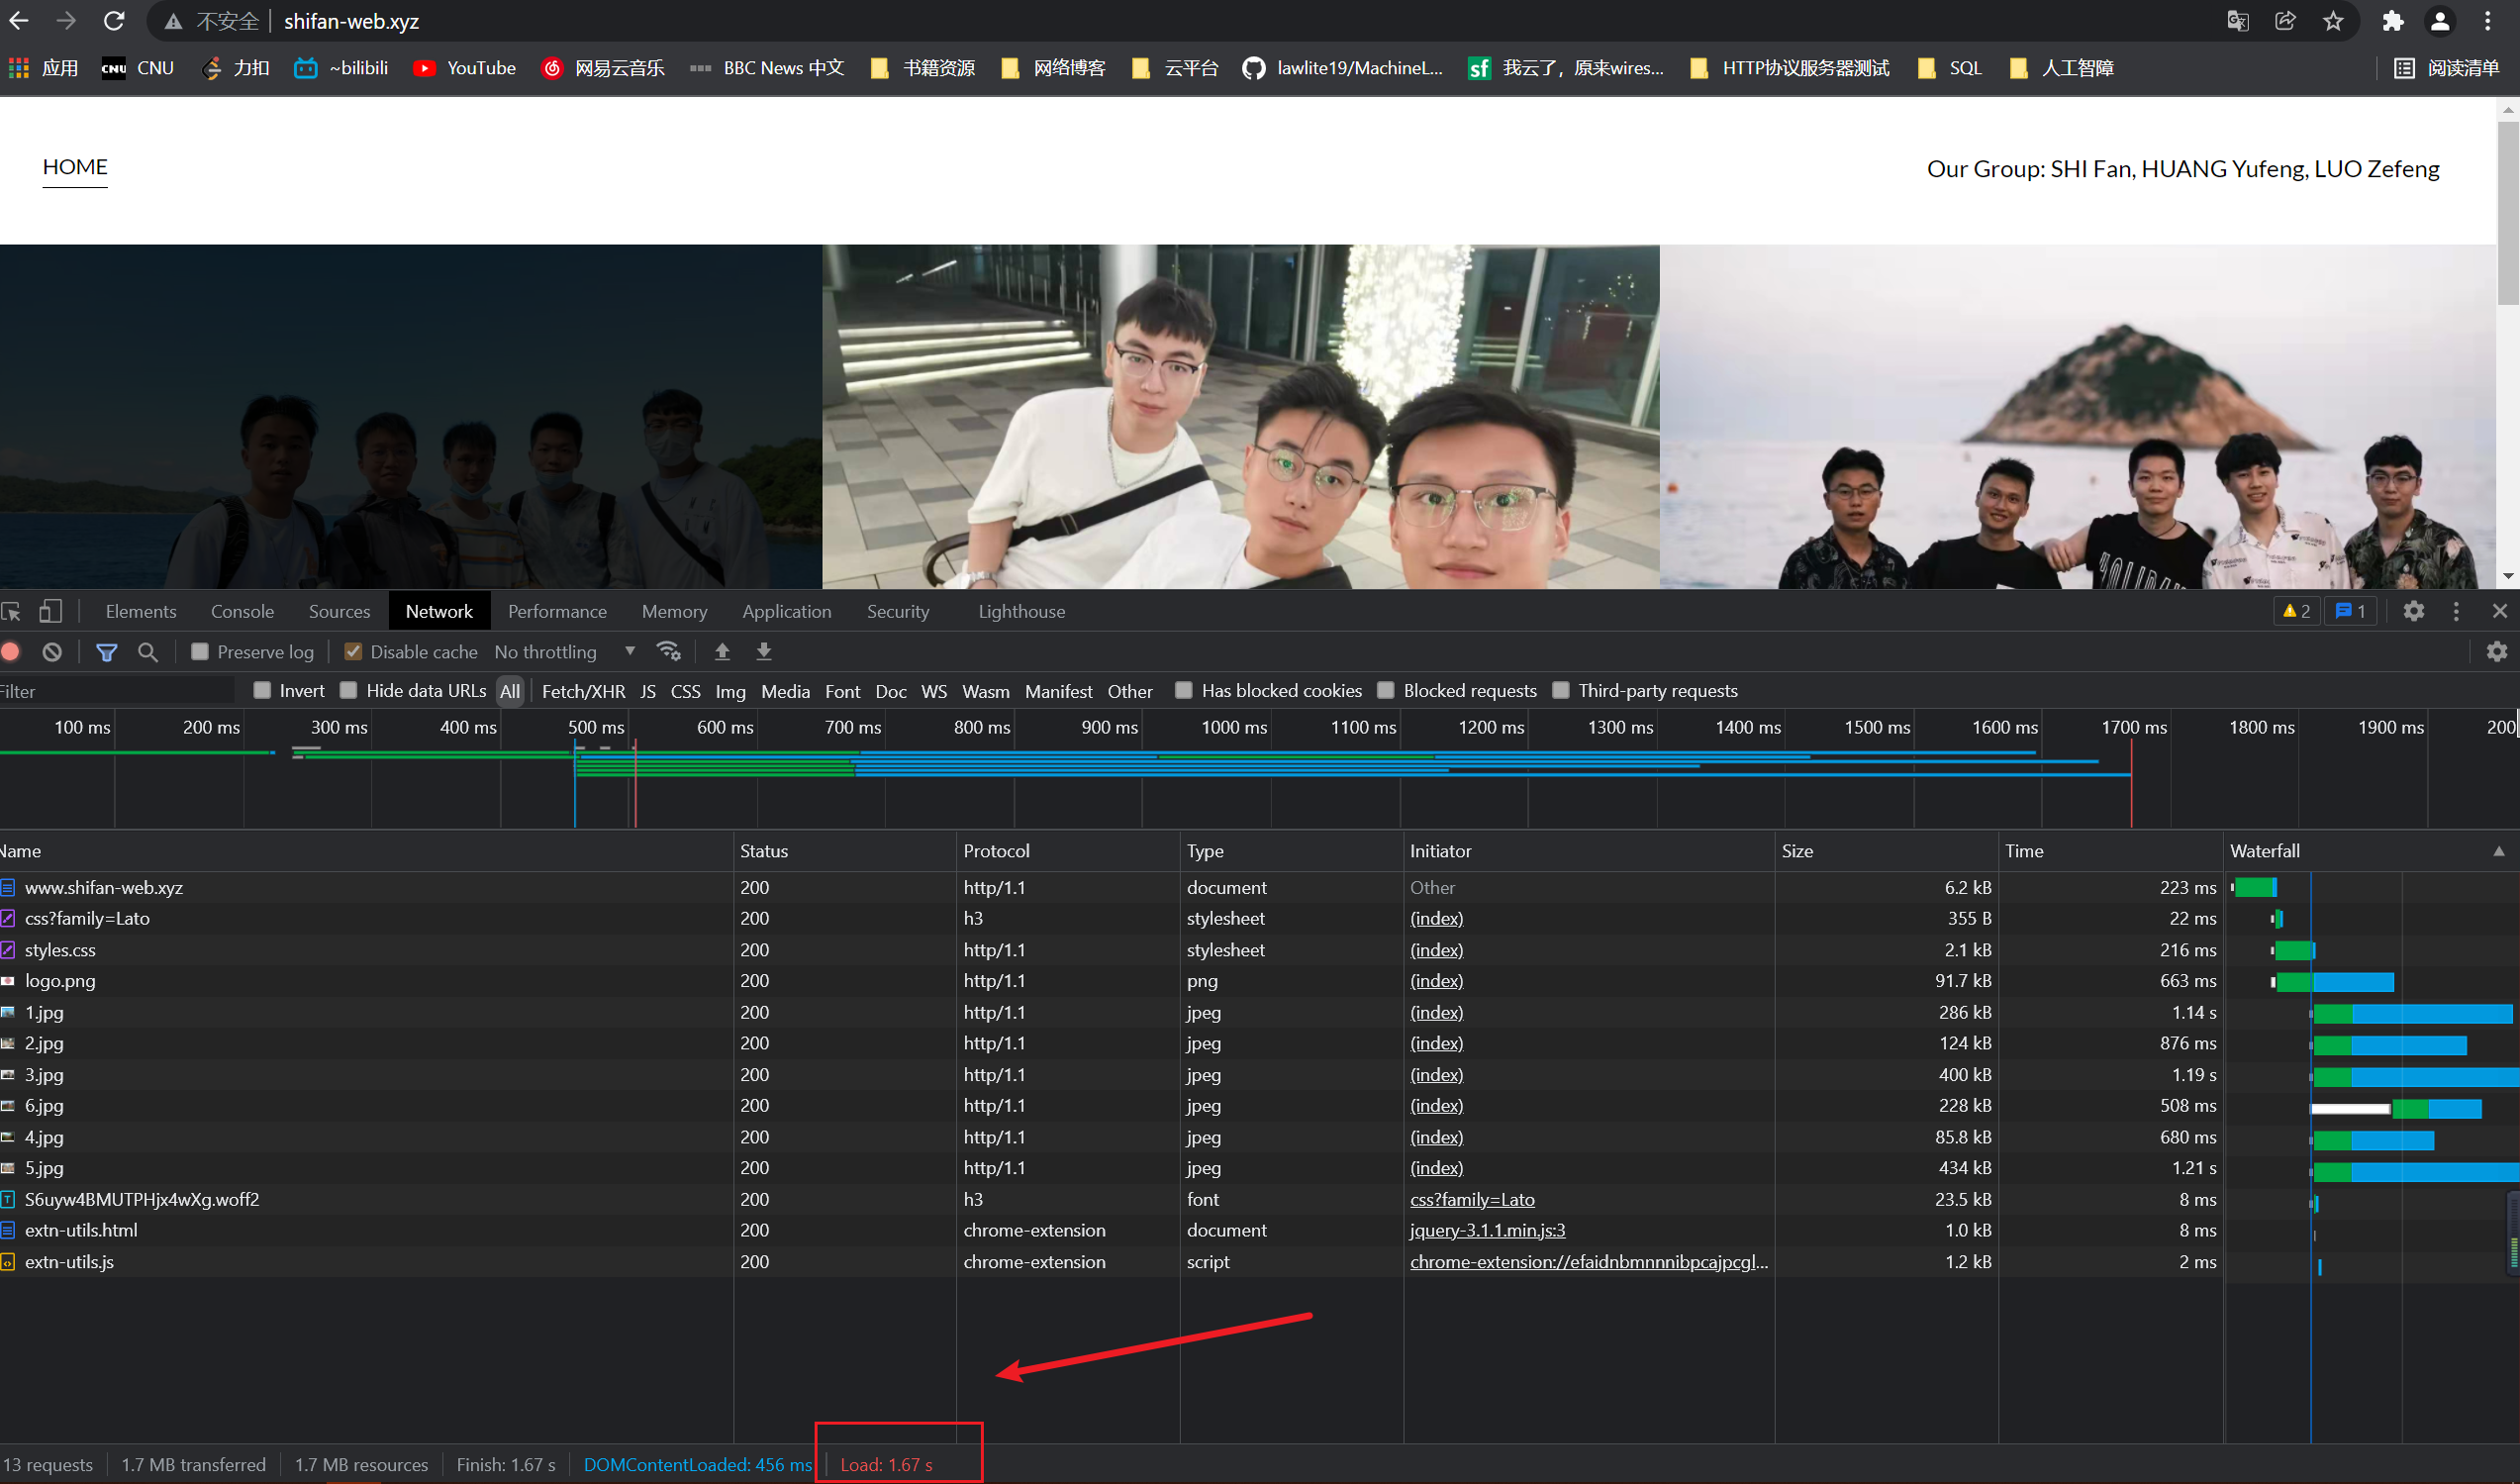 不安全 shifan-web.xyz
应用 CNU CNU 力扣 ~bilibili YouTube 网易云音乐 BBC News 中文 书籍资源 网络博客 云平台 lawlite19/MachineL... sf 我云了，原来wires... HTTP协议服务器测试 SQL 人工智障 阅读清单
HOME Our Group: SHI Fan, HUANG Yufeng, LUO Zefeng
Elements Console Sources Network Performance Memory Application Security Lighthouse 2 1
Preserve log Disable cache No throttling
Filter Invert Hide data URLs All Fetch/XHR JS CSS Img Media Font Doc WS Wasm Manifest Other Has blocked cookies Blocked requests Third-party requests
100 ms 200 ms 300 ms 400 ms 500 ms 600 ms 700 ms 800 ms 900 ms 1000 ms 1100 ms 1200 ms 1300 ms 1400 ms 1500 ms 1600 ms 1700 ms 1800 ms 1900 ms 200
Name Status Protocol Type Initiator Size Time Waterfall
www.shifan-web.xyz 200 http/1.1 document Other 6.2 kB 223 ms
css?family=Lato 200 h3 stylesheet (index) 355 B 22 ms
styles.css 200 http/1.1 stylesheet (index) 2.1 kB 216 ms
logo.png 200 http/1.1 png (index) 91.7 kB 663 ms
1.jpg 200 http/1.1 jpeg (index) 286 kB 1.14 s
2.jpg 200 http/1.1 jpeg (index) 124 kB 876 ms
3.jpg 200 http/1.1 jpeg (index) 400 kB 1.19 s
6.jpg 200 http/1.1 jpeg (index) 228 kB 508 ms
4.jpg 200 http/1.1 jpeg (index) 85.8 kB 680 ms
5.jpg 200 http/1.1 jpeg (index) 434 kB 1.21 s
S6uyw4BMUTPHjx4wXg.woff2 200 h3 font css?family=Lato 23.5 kB 8 ms
extn-utils.html 200 chrome-extension document jquery-3.1.1.min.js:3 1.0 kB 8 ms
extn-utils.js 200 chrome-extension script chrome-extension://efaidnbmnnnibpcajpcgl... 1.2 kB 2 ms
13 requests 1.7 MB transferred 1.7 MB resources Finish: 1.67 s DOMContentLoaded: 456 ms Load: 1.67 s